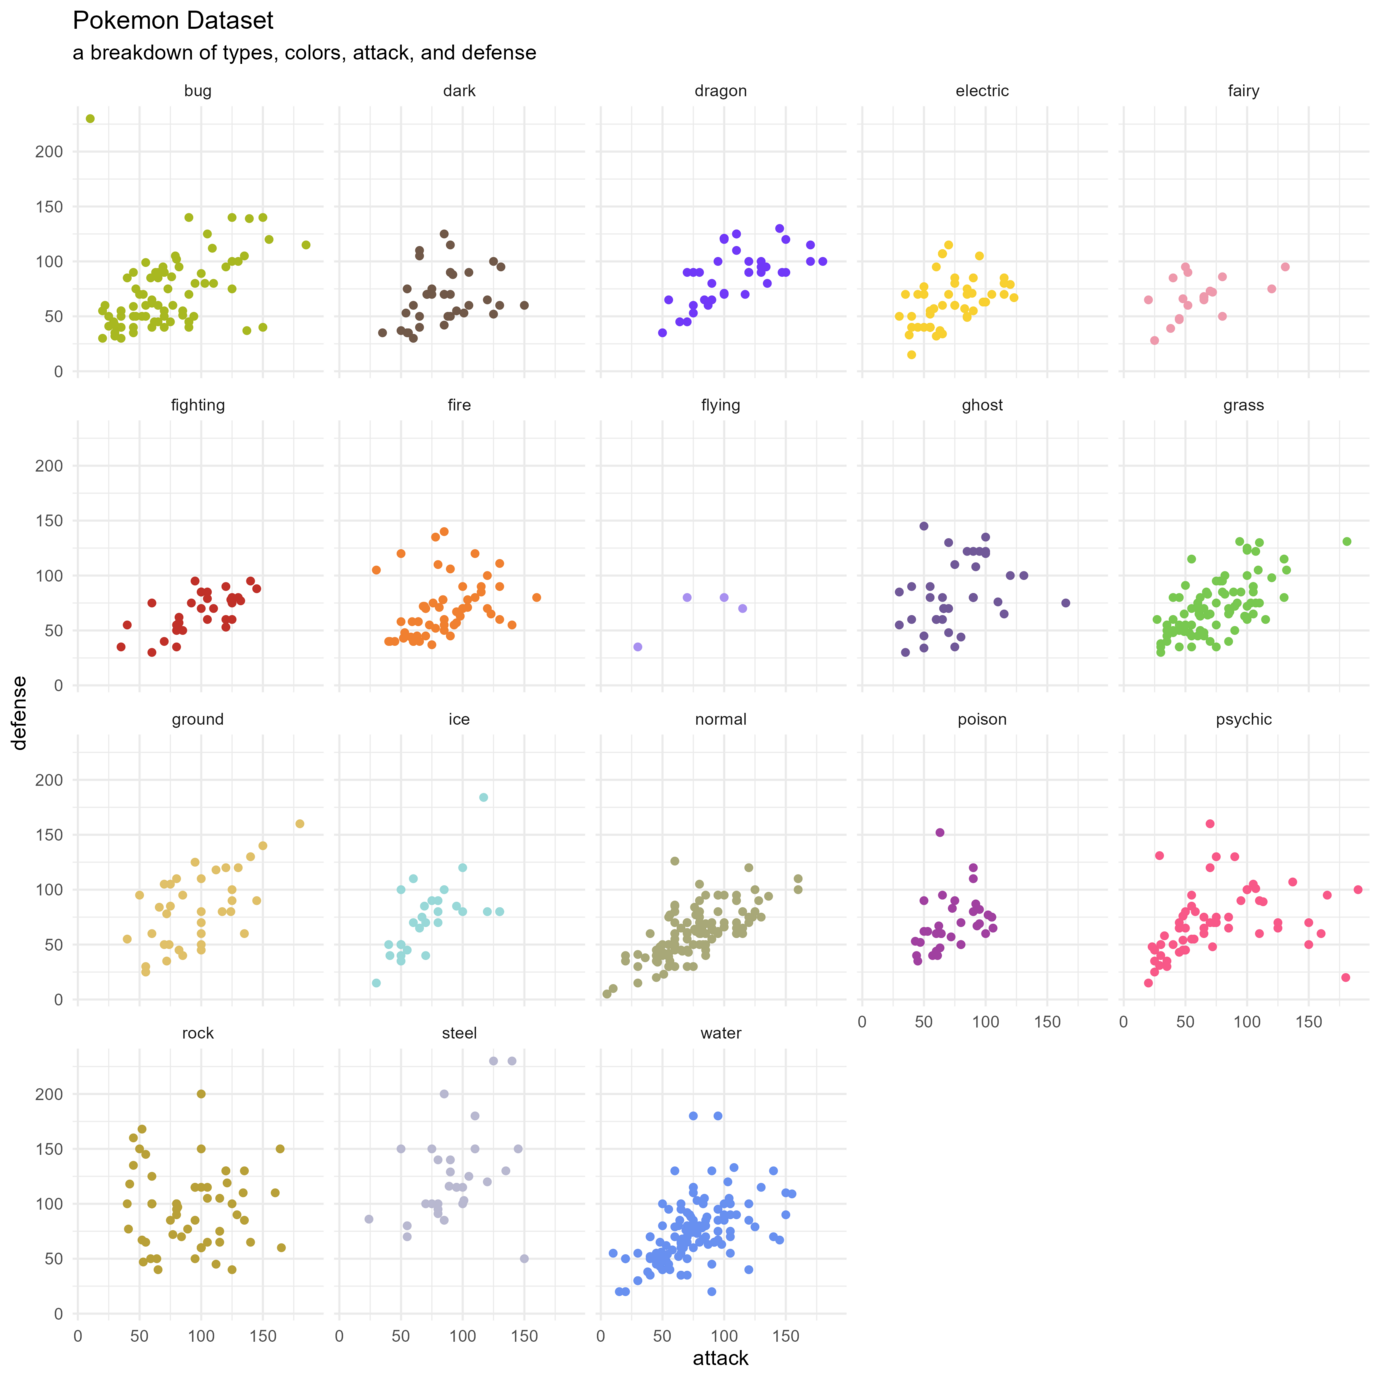 Pokemon Dataset
a breakdown of types, colors, attack, and defense
bug dark dragon electric fairy
200
150
100
50
0
fighting fire flying ghost grass
200
150
100
50
0
defense
ground ice normal poison psychic
200
150
100
50
0
0 50 100 150 0 50 100 150
rock steel water
200
150
100
50
0
0 50 100 150 0 50 100 150 0 50 100 150
attack